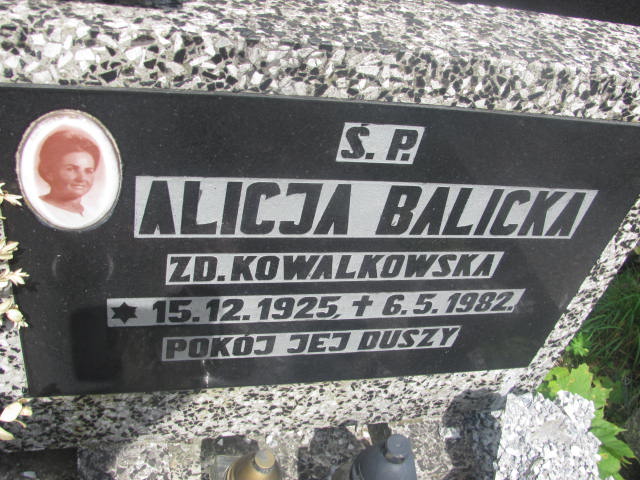 Ś. P.
ALICJA BALICKA
ZD. KOWALKOWSKA
✶ 15.12.1925, ✝ 6.5.1982.
POKÓJ JEJ DUSZY